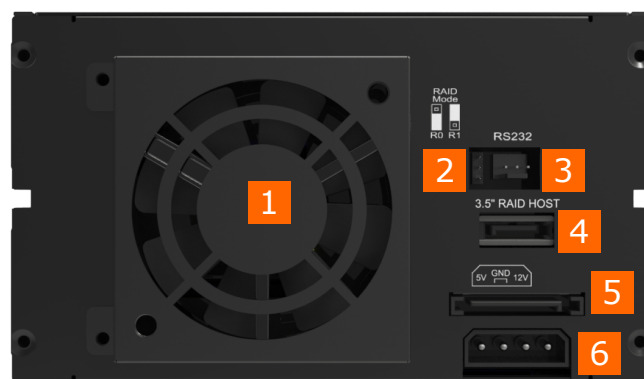 RAID
Mode
R0 R1
RS232
2
3
1
3.5" RAID HOST
4
5V GND 12V
5
6